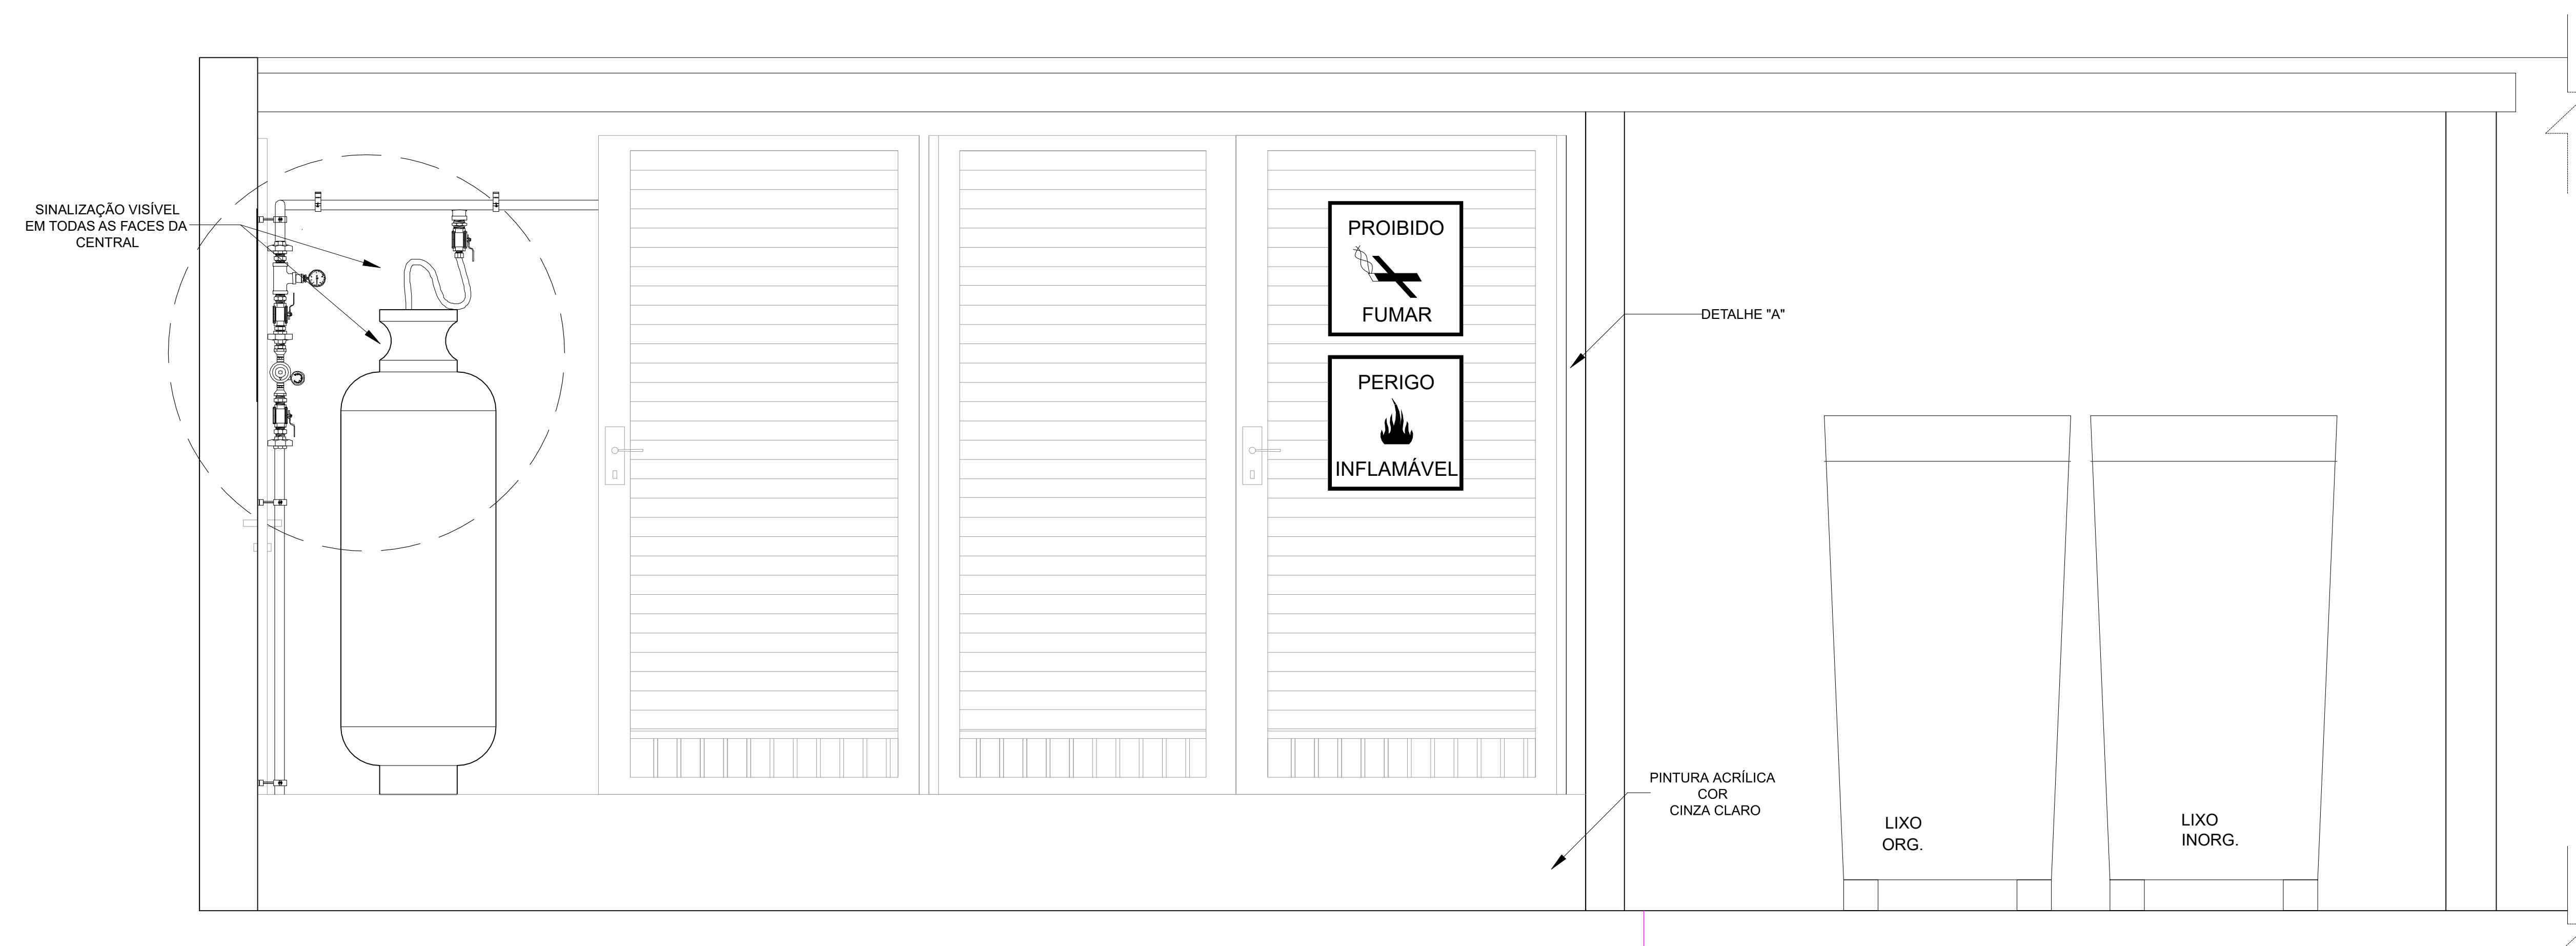 SINALIZAÇÃO VISÍVEL
EM TODAS AS FACES DA
CENTRAL
PROIBIDO
FUMAR
PERIGO
INFLAMÁVEL
DETALHE "A"
PINTURA ACRÍLICA
COR
CINZA CLARO
LIXO
ORG.
LIXO
INORG.